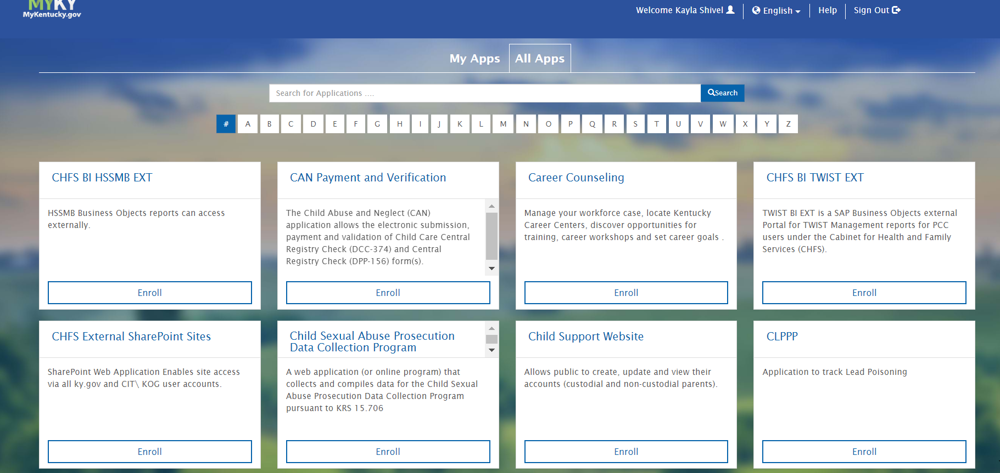 MYKY
MyKentucky.gov
Welcome Kayla Shivel
English
Help
Sign Out
My Apps
All Apps
Search for Applications ....
Search
# A B C D E F G H I J K L M N O P Q R S T U V W X Y Z
CHFS BI HSSMB EXT
HSSMB Business Objects reports can access
externally.
Enroll
CAN Payment and Verification
The Child Abuse and Neglect (CAN)
application allows the electronic submission,
payment and validation of Child Care Central
Registry Check (DCC-374) and Central
Registry Check (DPP-156) form(s).
Enroll
Career Counseling
Manage your workforce case, locate Kentucky
Career Centers, discover opportunities for
training, career workshops and set career goals .
Enroll
CHFS BI TWIST EXT
TWIST BI EXT is a SAP Business Objects external
Portal for TWIST Management reports for PCC
users under the Cabinet for Health and Family
Services (CHFS).
Enroll
CHFS External SharePoint Sites
SharePoint Web Application Enables site access
via all ky.gov and CIT\ KOG user accounts.
Enroll
Child Sexual Abuse Prosecution
Data Collection Program
A web application (or online program) that
collects and compiles data for the Child Sexual
Abuse Prosecution Data Collection Program
pursuant to KRS 15.706
Enroll
Child Support Website
Allows public to create, update and view their
accounts (custodial and non-custodial parents).
Enroll
CLPPP
Application to track Lead Poisoning
Enroll